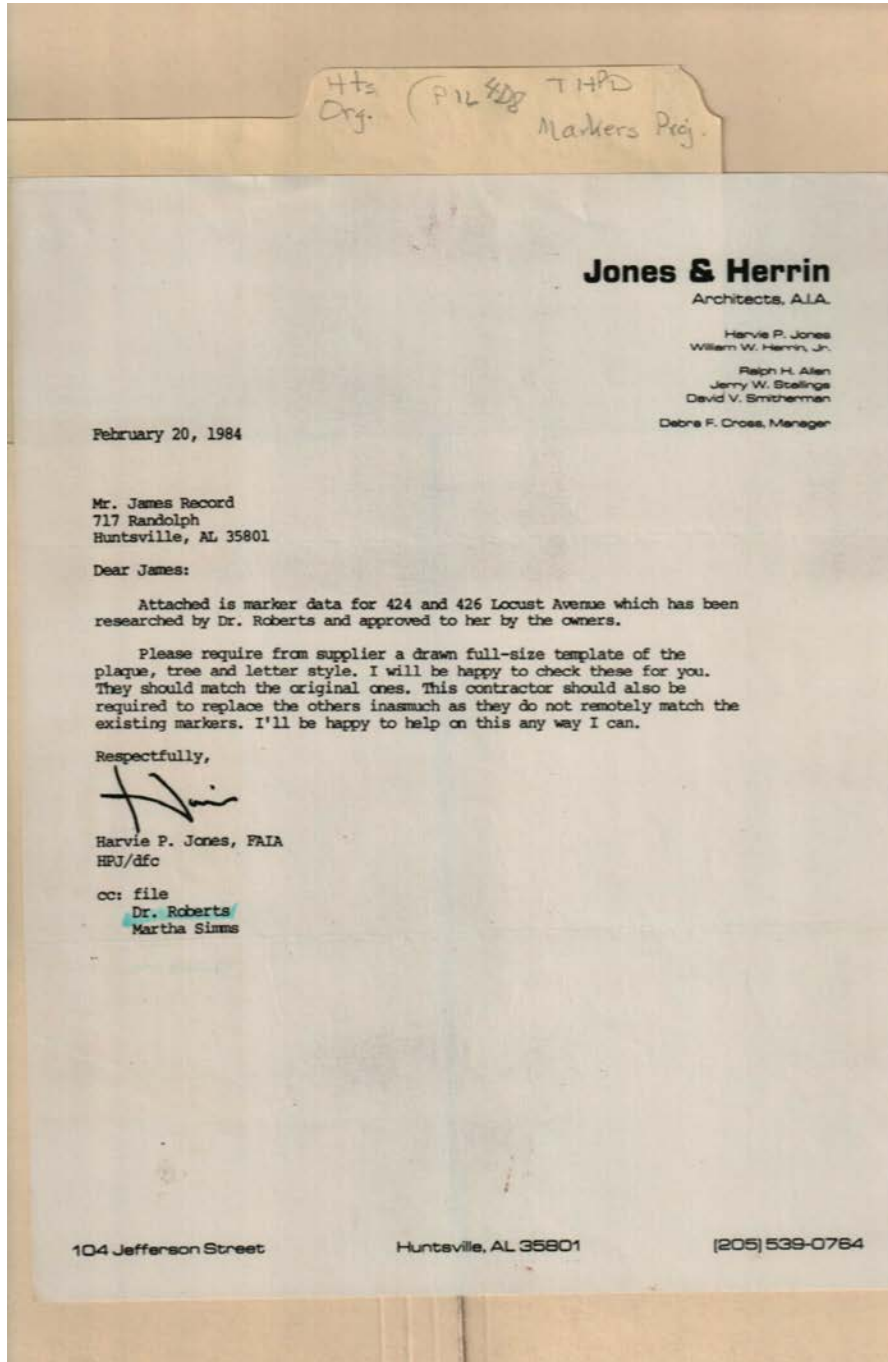 Hts
Org.
THPD
Markers Proj.
Jones & Herrin
Architects, A.I.A.
Harvie P. Jones
William W. Herrin, Jr.
Ralph H. Allen
Jerry W. Stallings
David V. Smitherman
Debra F. Cross, Manager
February 20, 1984
Mr. James Record
717 Randolph
Huntsville, AL 35801
Dear James:
Attached is marker data for 424 and 426 Locust Avenue which has been
researched by Dr. Roberts and approved to her by the owners.
Please require from supplier a drawn full-size template of the
plaque, tree and letter style. I will be happy to check these for you.
They should match the original ones. This contractor should also be
required to replace the others inasmuch as they do not remotely match the
existing markers. I'll be happy to help on this any way I can.
Respectfully,
Harvie P. Jones, FAIA
HPJ/dfc
cc: file
Dr. Roberts
Martha Simms
104 Jefferson Street
Huntsville, AL 35801
(205) 539-0764